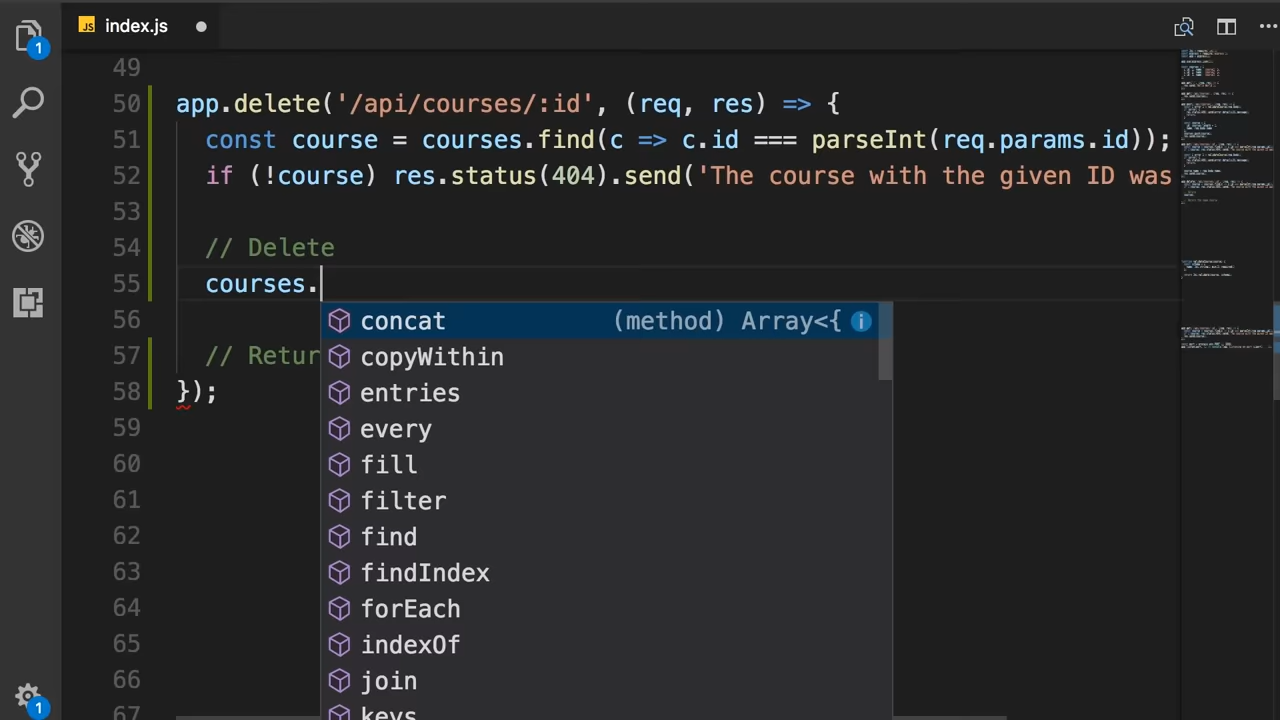 index.js
49
50 app.delete('/api/courses/:id', (req, res) => {
51 const course = courses.find(c => c.id === parseInt(req.params.id));
52 if (!course) res.status(404).send('The course with the given ID was
53
54 // Delete
55 courses.
56
57 // Retur
58 });
59
60
61
62
63
64
65
66
67
concat (method) Array<{
copyWithin
entries
every
fill
filter
find
findIndex
forEach
indexOf
join
keys
1
1
JS